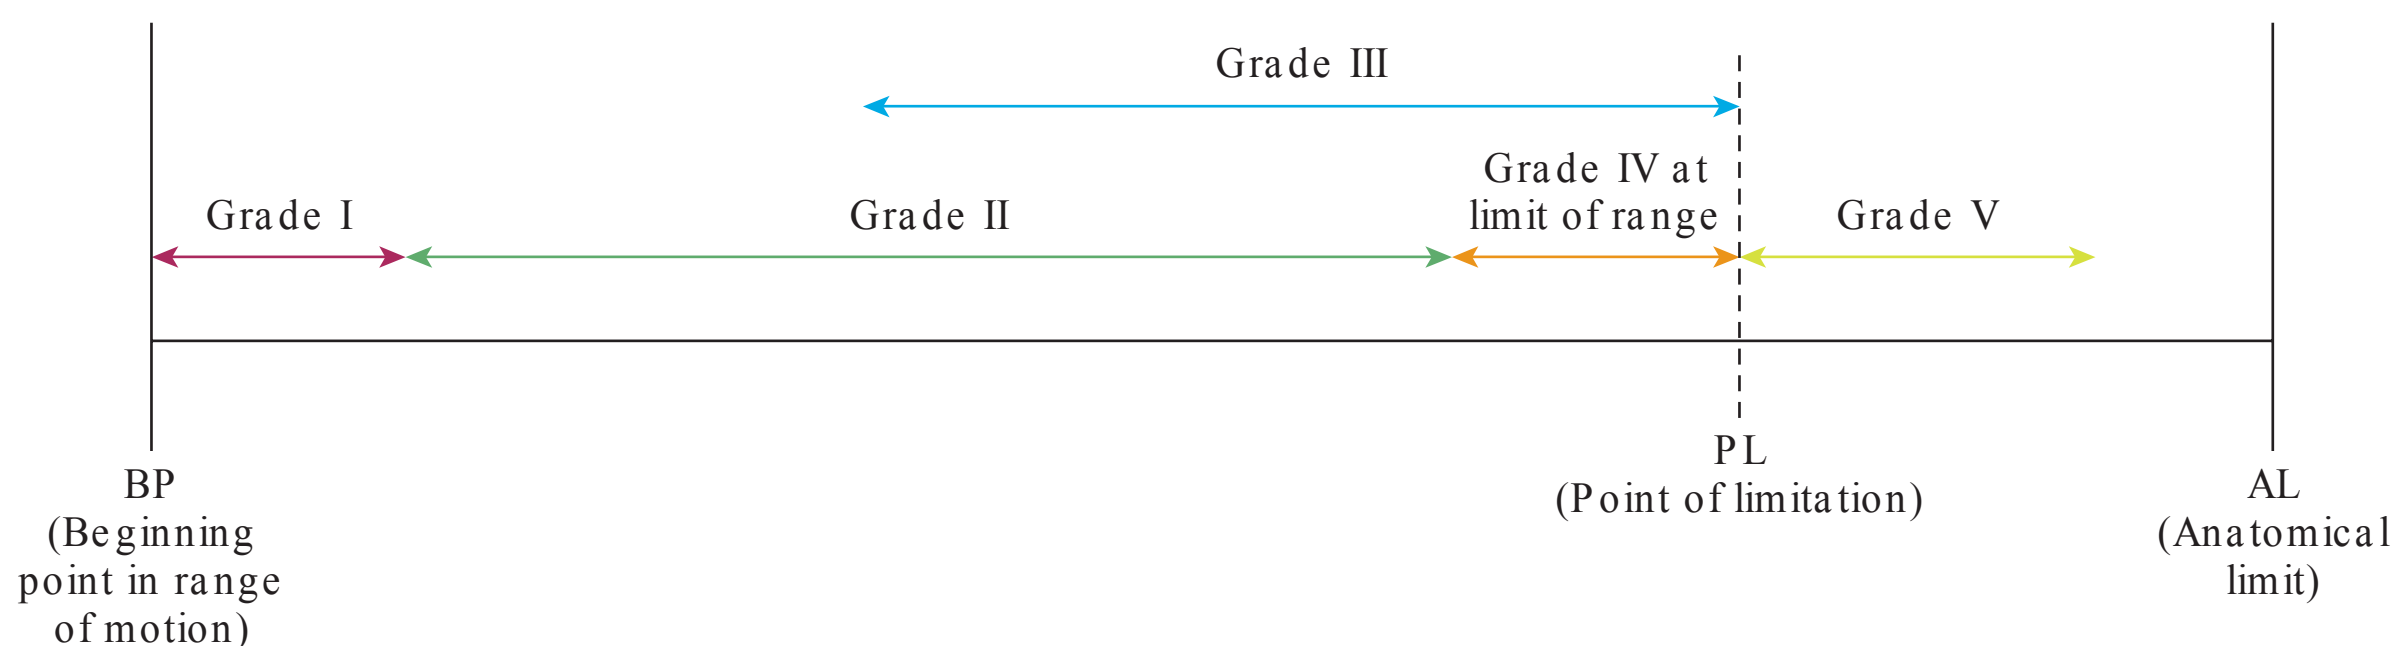 Grade III
Grade IV at
limit of range
Grade I
Grade II
Grade V
PL
(Point of limitation)
BP
(Beginning
point in range
of motion)
AL
(Anatomical
limit)